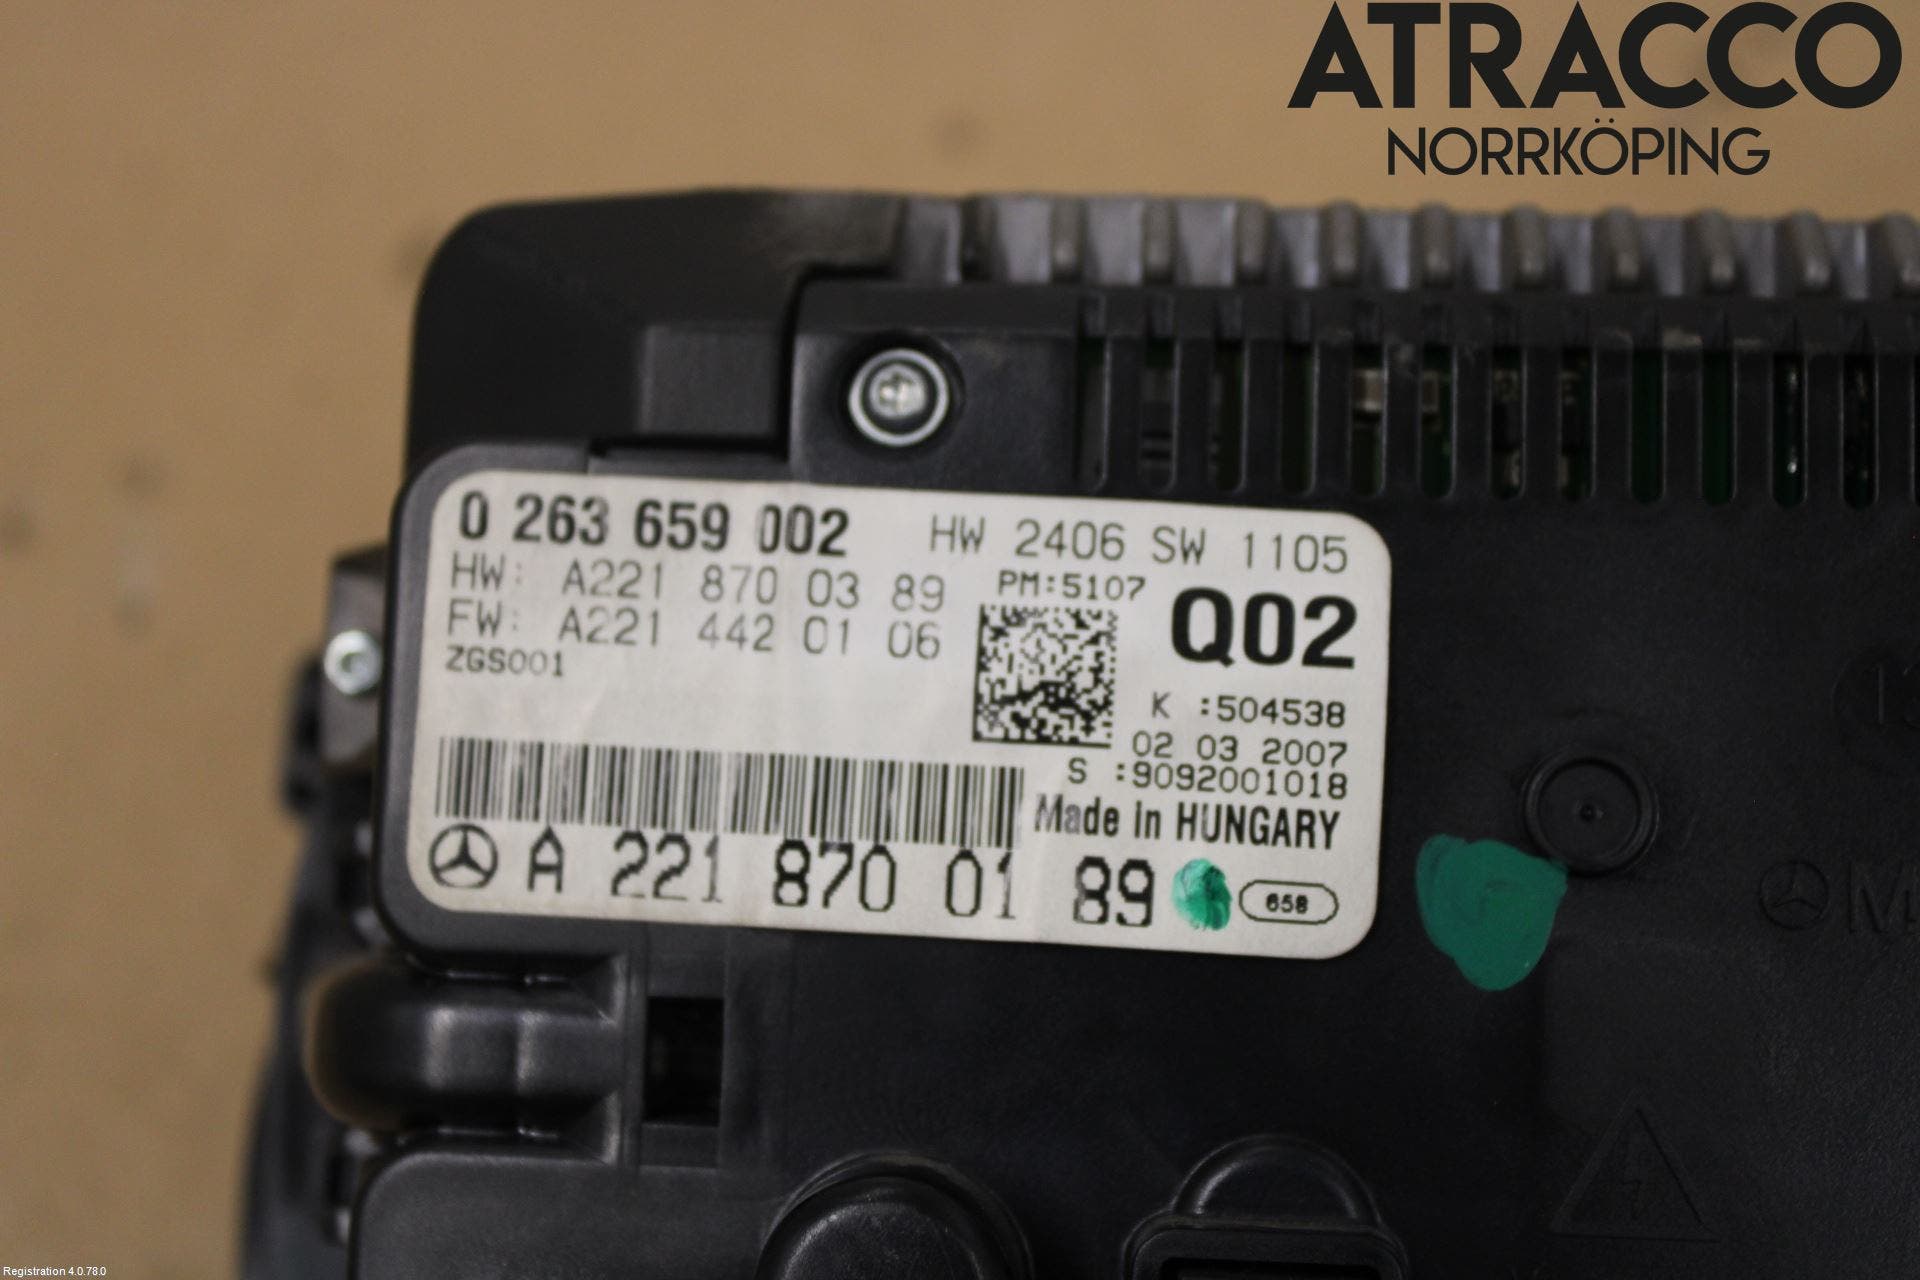 ATRACCO
NORRKÖPING
0 263 659 002 HW 2406 SW 1105
HW: A221 870 03 89 PM:5107
FW: A221 442 01 06 Q02
ZGS001
K :504538
02 03 2007
S :9092001018
Made in HUNGARY
A 221 870 01 89 658
Registration 4.0.78.0